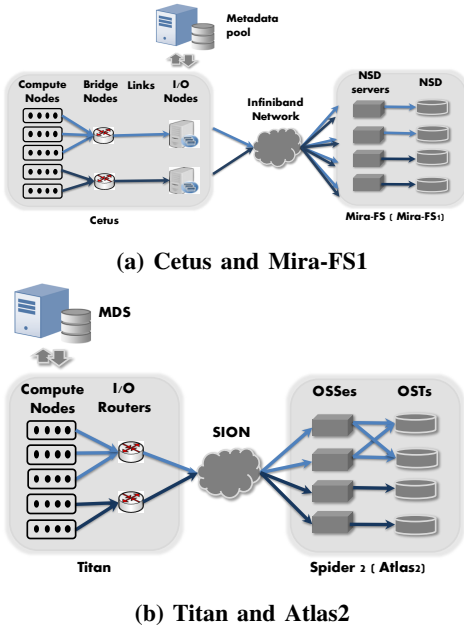 Metadata
pool
Compute
Nodes
Bridge
Nodes
Links
I/O
Nodes
Infiniband
Network
NSD
servers
NSD
Cetus
Mira-FS ( Mira-FS1)
(a) Cetus and Mira-FS1
MDS
Compute
Nodes
I/O
Routers
SION
OSSes
OSTs
Titan
Spider 2 ( Atlas2)
(b) Titan and Atlas2